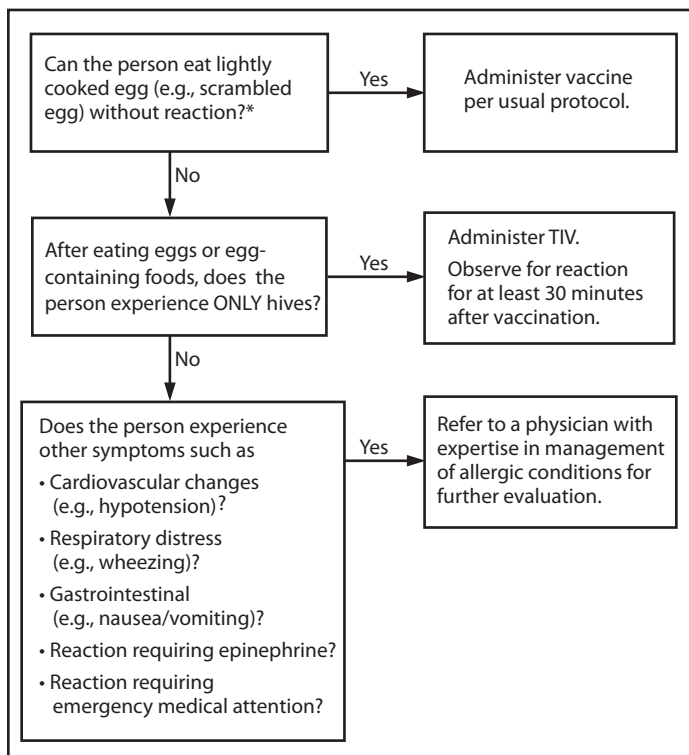 Can the person eat lightly
cooked egg (e.g., scrambled
egg) without reaction?*
Yes
Administer vaccine
per usual protocol.
No
After eating eggs or egg-
containing foods, does the
person experience ONLY hives?
Yes
Administer TIV.
Observe for reaction
for at least 30 minutes
after vaccination.
No
Does the person experience
other symptoms such as
• Cardiovascular changes
(e.g., hypotension)?
• Respiratory distress
(e.g., wheezing)?
• Gastrointestinal
(e.g., nausea/vomiting)?
• Reaction requiring epinephrine?
• Reaction requiring
emergency medical attention?
Yes
Refer to a physician with
expertise in management
of allergic conditions for
further evaluation.